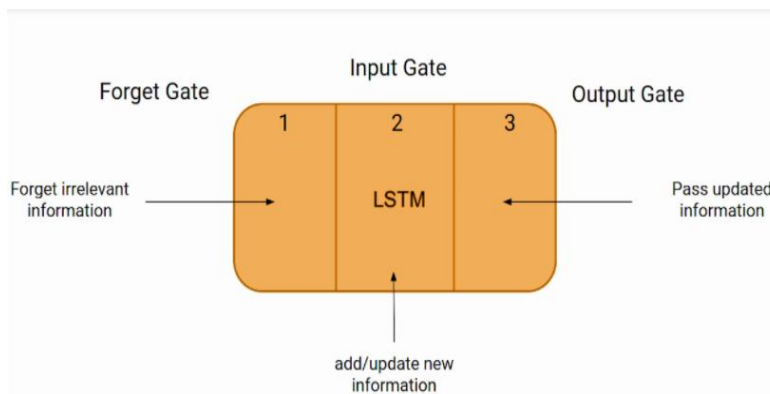 Input Gate
Forget Gate
Output Gate
1
2
3
Forget irrelevant
information
LSTM
Pass updated
information
add/update new
information